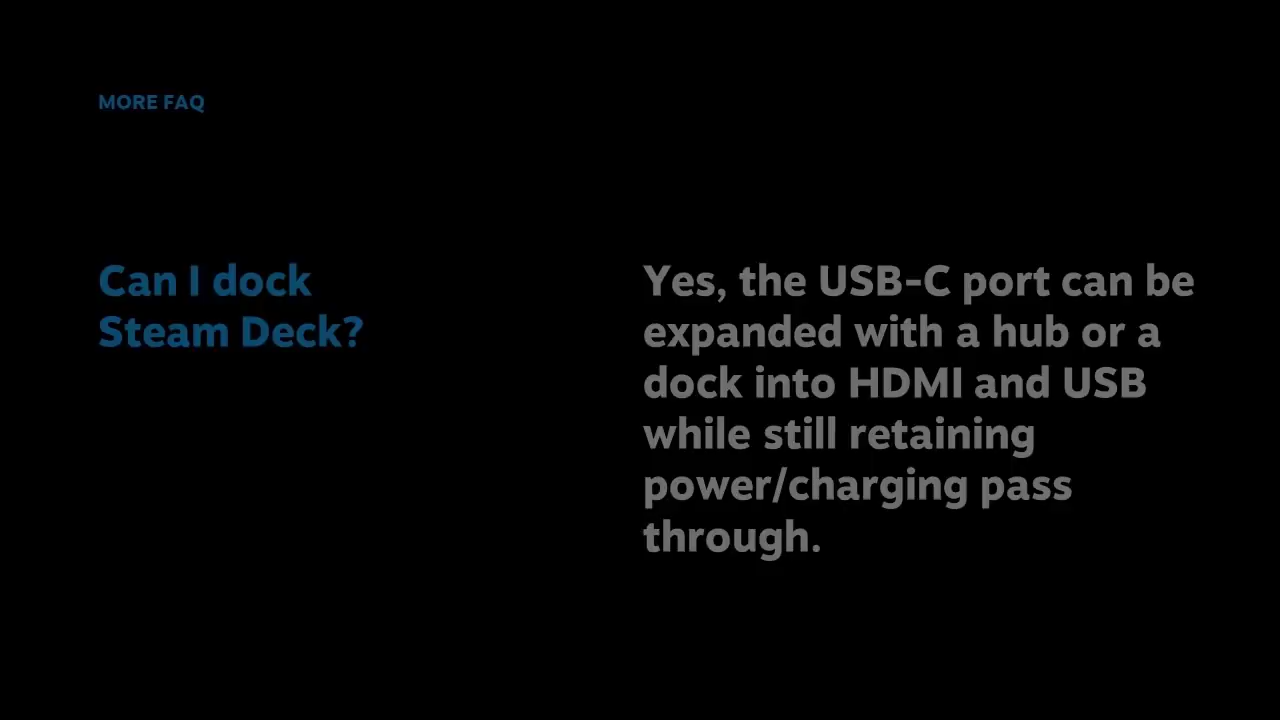 MORE FAQ
Can I dock
Steam Deck?
Yes, the USB-C port can be
expanded with a hub or a
dock into HDMI and USB
while still retaining
power/charging pass
through.